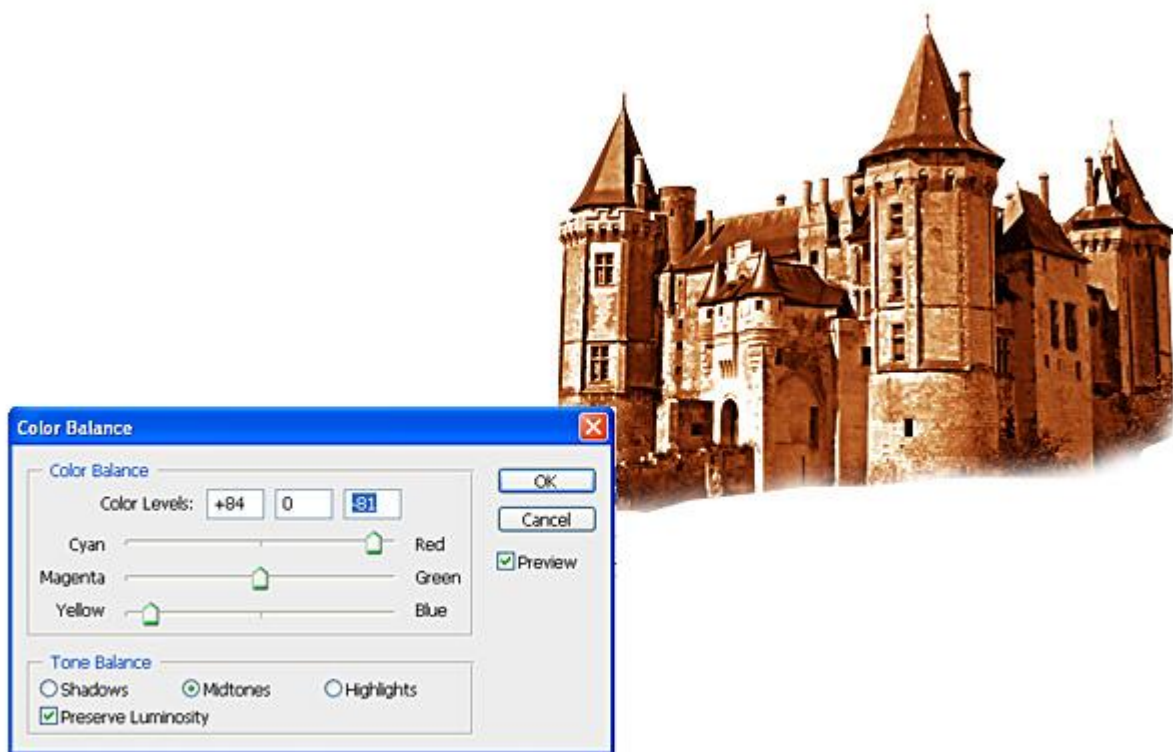 Color Balance
Color Balance
Color Levels: +84 0 -81
Cyan Red
Magenta Green
Yellow Blue
OK
Cancel
Preview
Tone Balance
Shadows Midtones Highlights
Preserve Luminosity